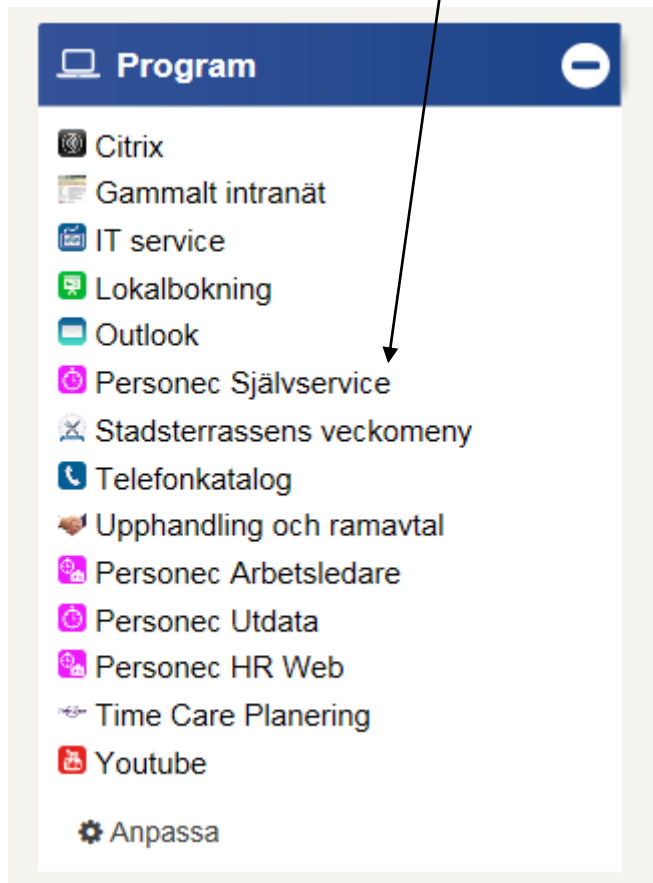 Program
Citrix
Gammalt intranät
IT service
Lokalbokning
Outlook
Personec Självservice
Stadsterrassens veckomeny
Telefonkatalog
Upphandling och ramavtal
Personec Arbetsledare
Personec Utdata
Personec HR Web
Time Care Planering
Youtube
Anpassa